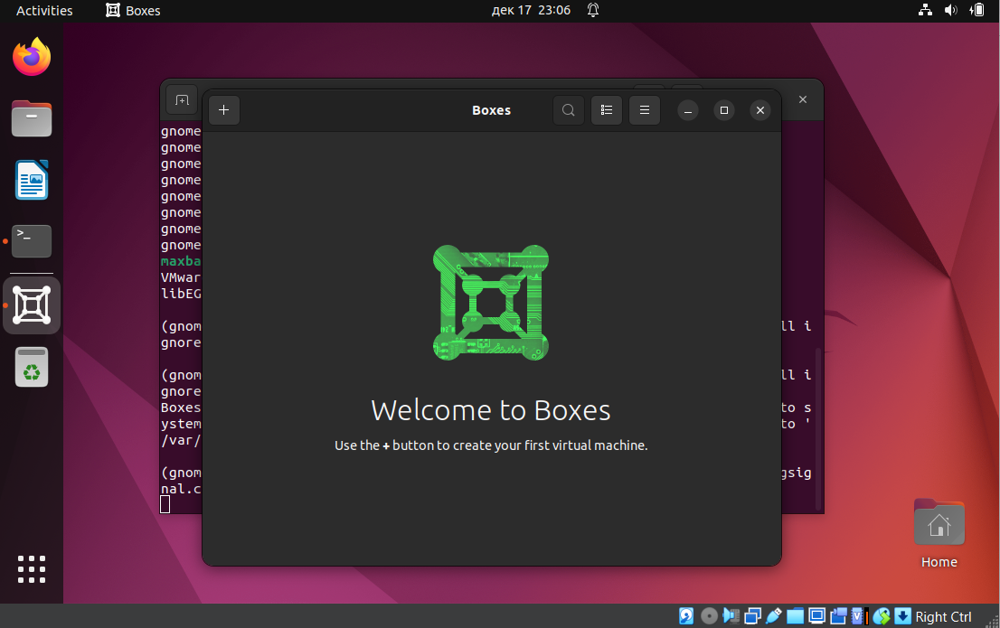 Activities
Boxes
дек 17 23:06
Boxes
gnome
gnome
gnome
gnome
gnome
gnome
gnome
gnome
maxba
VMwar
libEG
(gnom
ll i
gnore
(gnom
ll i
gnore
Boxes
to s
ystem
to '
/var/
(gnom
gsig
nal.c
Welcome to Boxes
Use the + button to create your first virtual machine.
Home
Right Ctrl